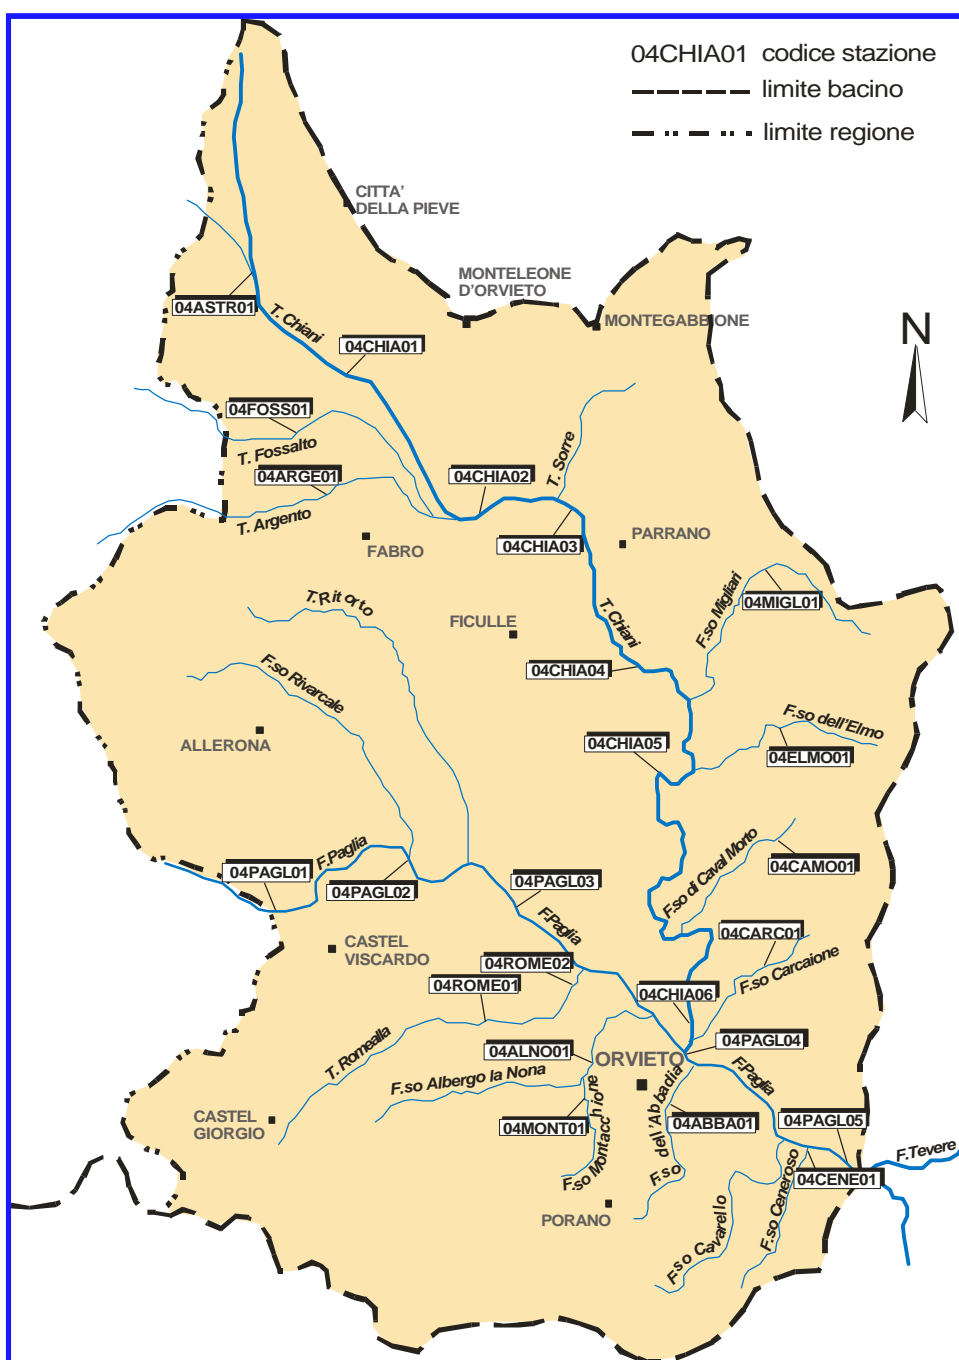 04CHIA01 codice stazione
limite bacino
limite regione
CITTA'
DELLA PIEVE
MONTELEONE
D'ORVIETO
MONTEGABBIONE
N
04ASTR01
T. Chiani
04CHIA01
04FOSS01
T. Fossalto
04ARGE01
T. Argento
04CHIA02
T. Sorre
FABRO
04CHIA03
PARRANO
T.Ritorto
FICULLE
T.Chiani
F.so Migliari
04MIGL01
04CHIA04
F.so Rivarcale
ALLERONA
04CHIA05
F.so dell'Elmo
04ELMO01
F.Paglia
04PAGL01
04PAGL02
04PAGL03
F.so di Caval Morto
04CAMO01
F.Paglia
CASTEL
VISCARDO
04ROME02
04ROME01
04CARC01
F.so Carcaione
04CHIA06
T. Romealla
04ALNO01
ORVIETO
04PAGL04
F.so Albergo la Nona
F.Paglia
CASTEL
GIORGIO
04MONT01
F.so Montacchione
F.so dell'Abbadia
04ABBA01
04PAGL05
F.Tevere
04CENE01
PORANO
F.so Cavarello
F.so Ceneroso